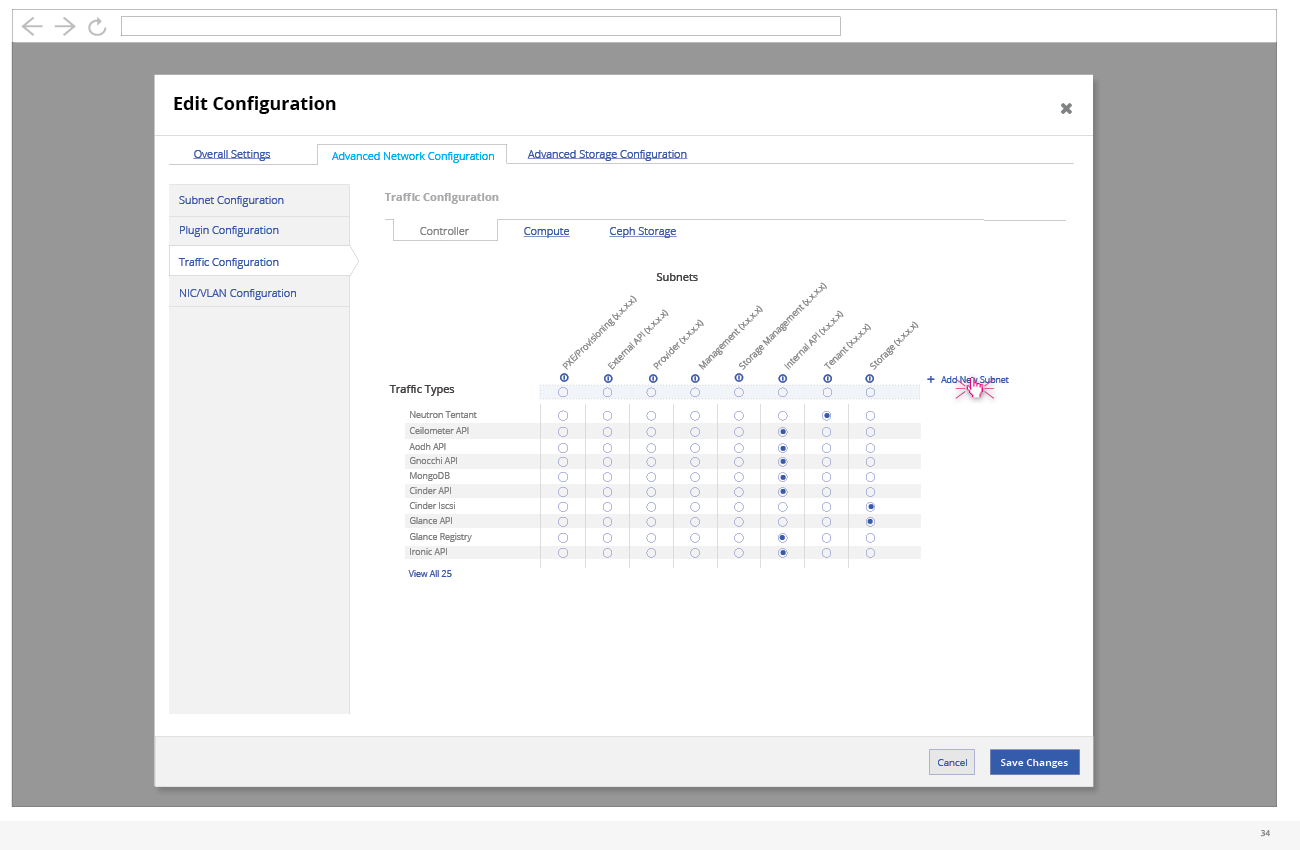 Edit Configuration
Overall Settings
Advanced Network Configuration
Advanced Storage Configuration
Subnet Configuration
Plugin Configuration
Traffic Configuration
NIC/VLAN Configuration
Traffic Configuration
Controller
Compute
Ceph Storage
Subnets
PXE/Provisioning (x.x.x.x)
External API (x.x.x.x)
Provider (x.x.x.x)
Management (x.x.x.x)
Storage Management (x.x.x.x)
Internal API (x.x.x.x)
Tenant (x.x.x.x)
Storage (x.x.x.x)
+ Add New Subnet
Traffic Types
Neutron Tentant
Ceilometer API
Aodh API
Gnocchi API
MongoDB
Cinder API
Cinder Iscsi
Glance API
Glance Registry
Ironic API
View All 25
Cancel
Save Changes
34